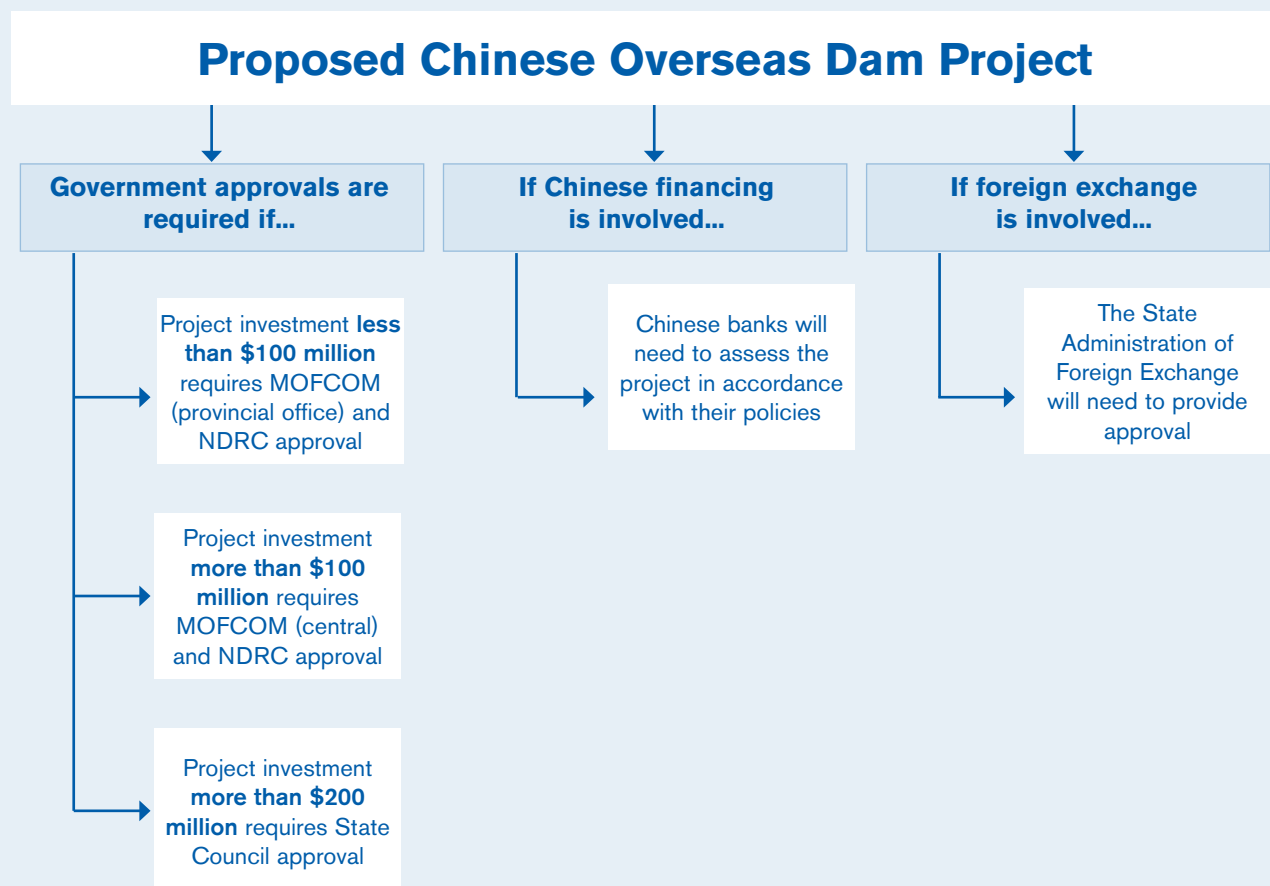 Proposed Chinese Overseas Dam Project
Government approvals are
required if...
Project investment less
than $100 million
requires MOFCOM
(provincial office) and
NDRC approval
Project investment
more than $100
million requires
MOFCOM (central)
and NDRC approval
Project investment
more than $200
million requires State
Council approval
If Chinese financing
is involved...
Chinese banks will
need to assess the
project in accordance
with their policies
If foreign exchange
is involved...
The State
Administration of
Foreign Exchange
will need to provide
approval